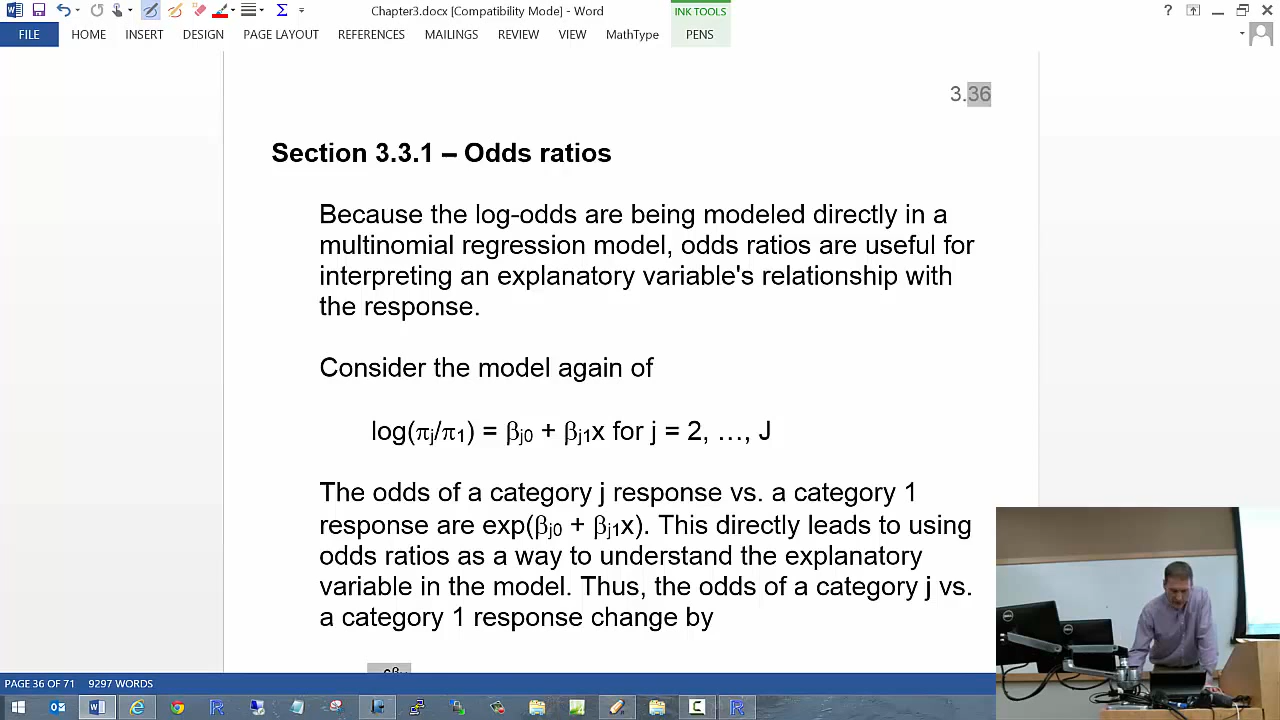 Chapter3.docx [Compatibility Mode] - Word
INK TOOLS
FILE HOME INSERT DESIGN PAGE LAYOUT REFERENCES MAILINGS REVIEW VIEW MathType PENS
3.36
Section 3.3.1 – Odds ratios
Because the log-odds are being modeled directly in a
multinomial regression model, odds ratios are useful for
interpreting an explanatory variable's relationship with
the response.
Consider the model again of
log(πj/π1) = βj0 + βj1x for j = 2, …, J
The odds of a category j response vs. a category 1
response are exp(βj0 + βj1x). This directly leads to using
odds ratios as a way to understand the explanatory
variable in the model. Thus, the odds of a category j vs.
a category 1 response change by
PAGE 36 OF 71 9297 WORDS